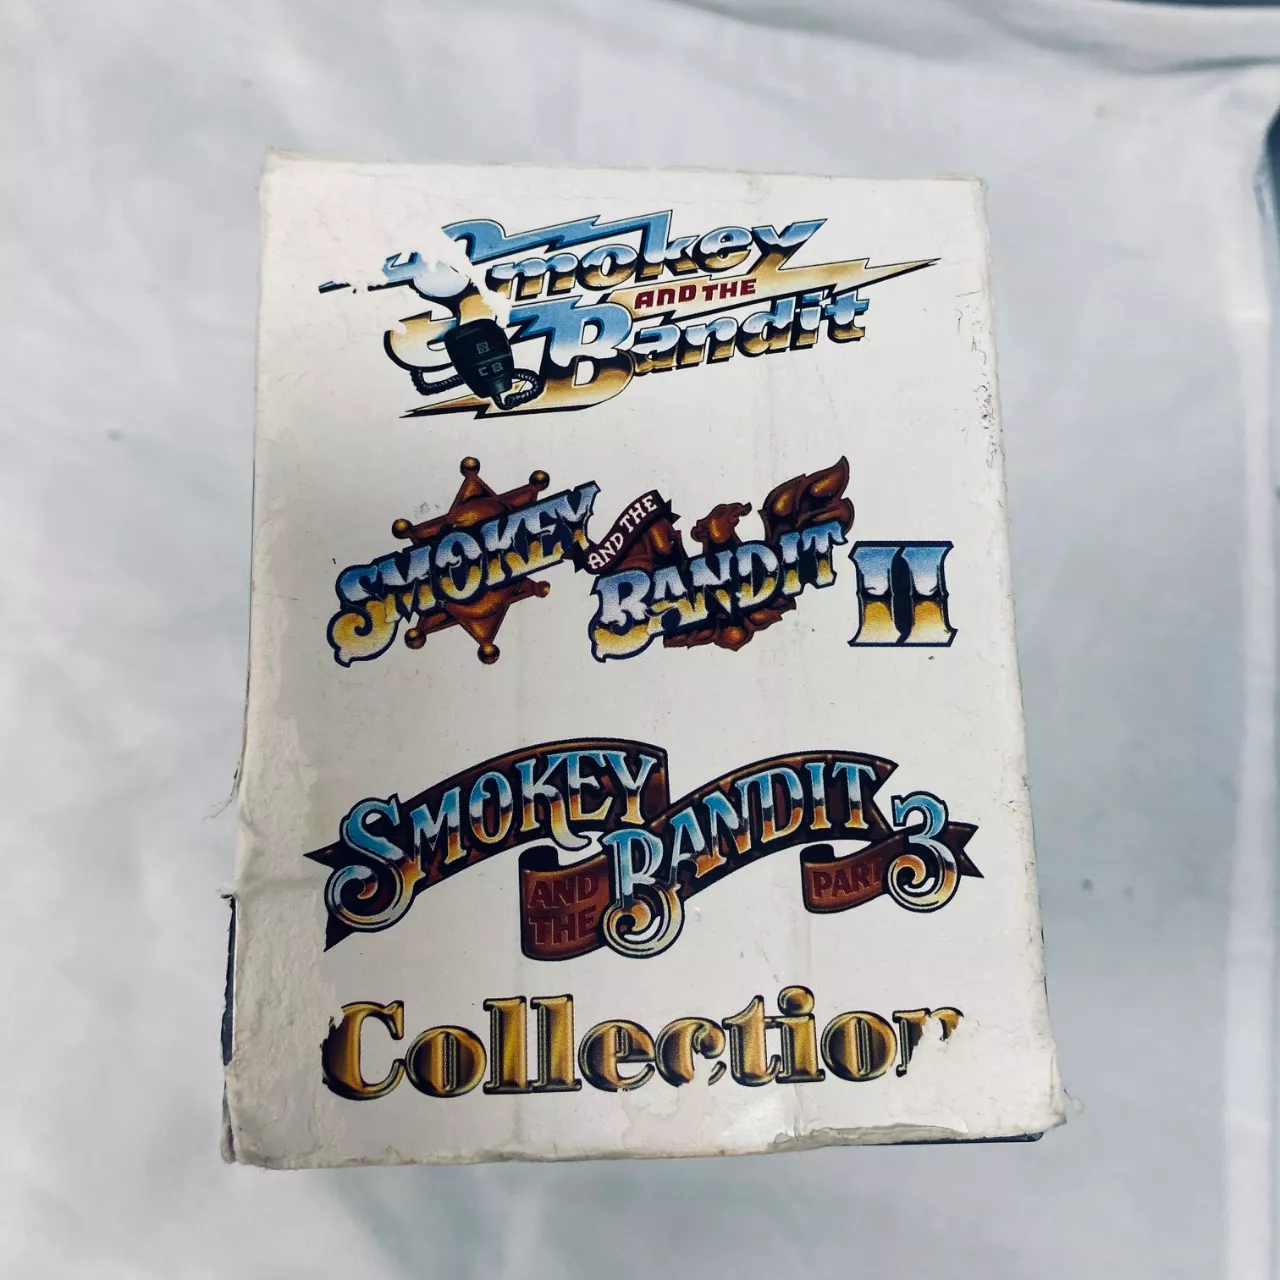 Smokey
AND THE
Bandit
CB
SMOKEY AND THE
BANDIT II
SMOKEY
AND THE
BANDIT
PART 3
Collection